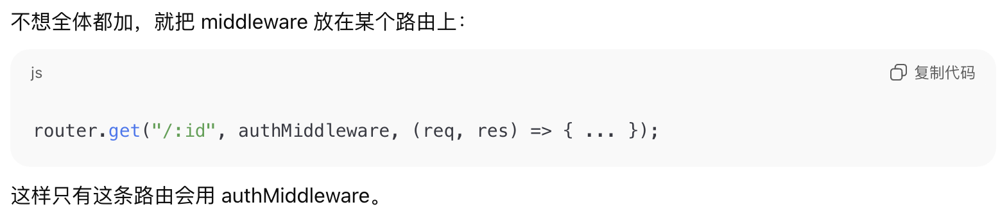 不想全体都加，就把 middleware 放在某个路由上：
js
复制代码
router.get("/:id", authMiddleware, (req, res) => { ... });
这样只有这条路由会用 authMiddleware。